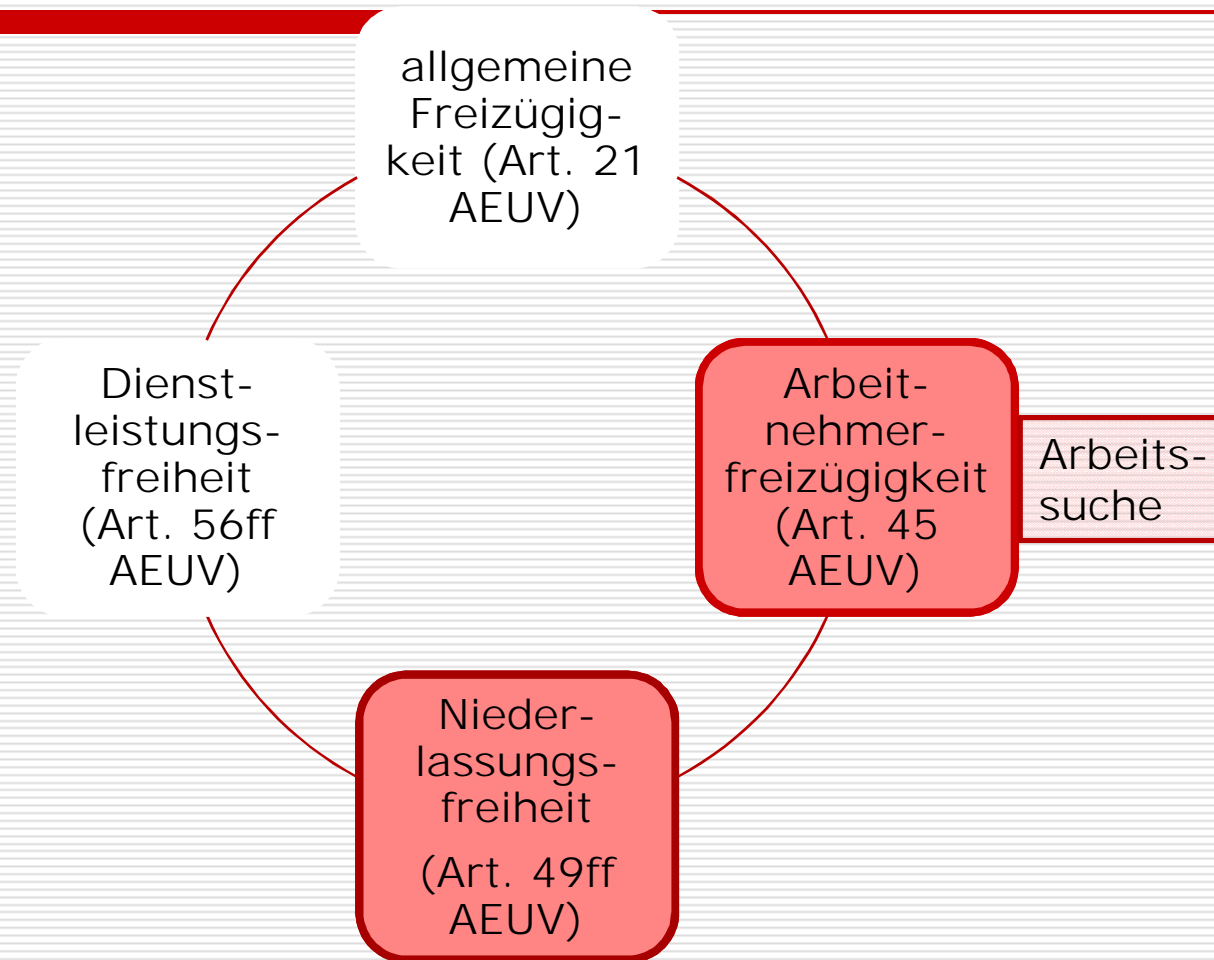 allgemeine
Freizügig-
keit (Art. 21
AEUV)
Dienst-
leistungs-
freiheit
(Art. 56ff
AEUV)
Arbeit-
nehmer-
freizügigkeit
(Art. 45
AEUV)
Arbeits-
suche
Nieder-
lassungs-
freiheit
(Art. 49ff
AEUV)